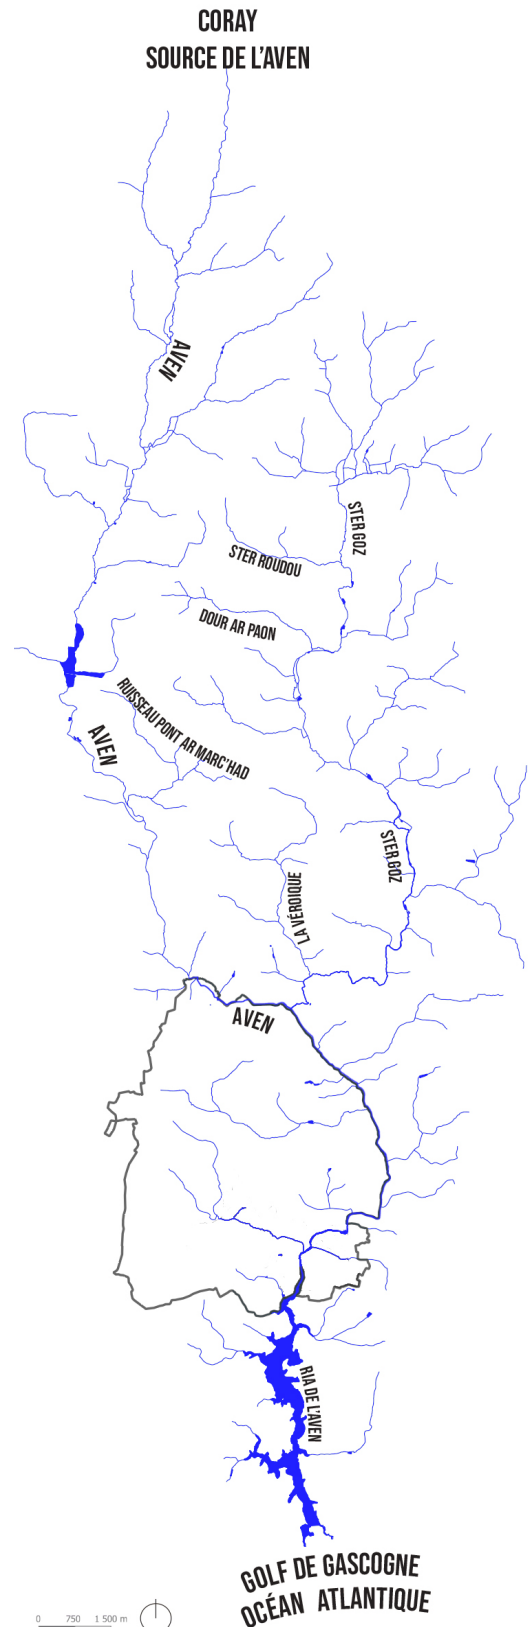 CORAY
SOURCE DE L'AVEN
AVEN
STER GOZ
STER ROUDOU
DOUR AR PAON
RUISSEAU PONT AR MARC'HAD
AVEN
STER GOZ
LA VÉRDIQUE
AVEN
RIA DE L'AVEN
GOLF DE GASCOGNE
OCÉAN ATLANTIQUE
0 750 1 500 m